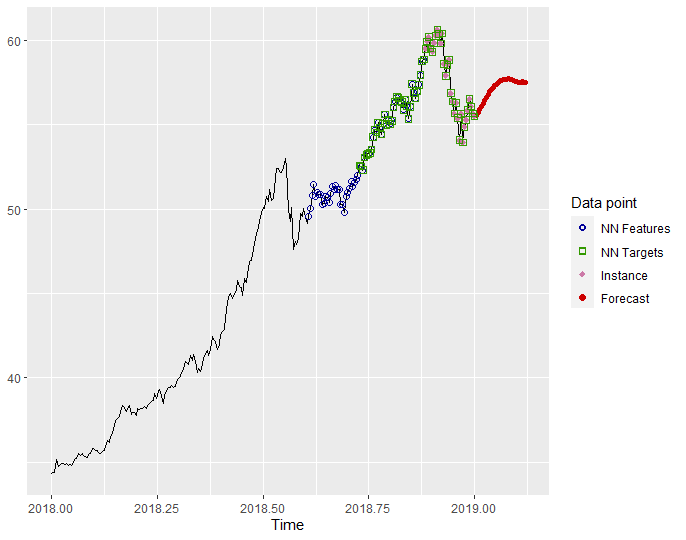 60
50
40
2018.00 2018.25 2018.50 2018.75 2019.00
Time
Data point
NN Features
NN Targets
Instance
Forecast